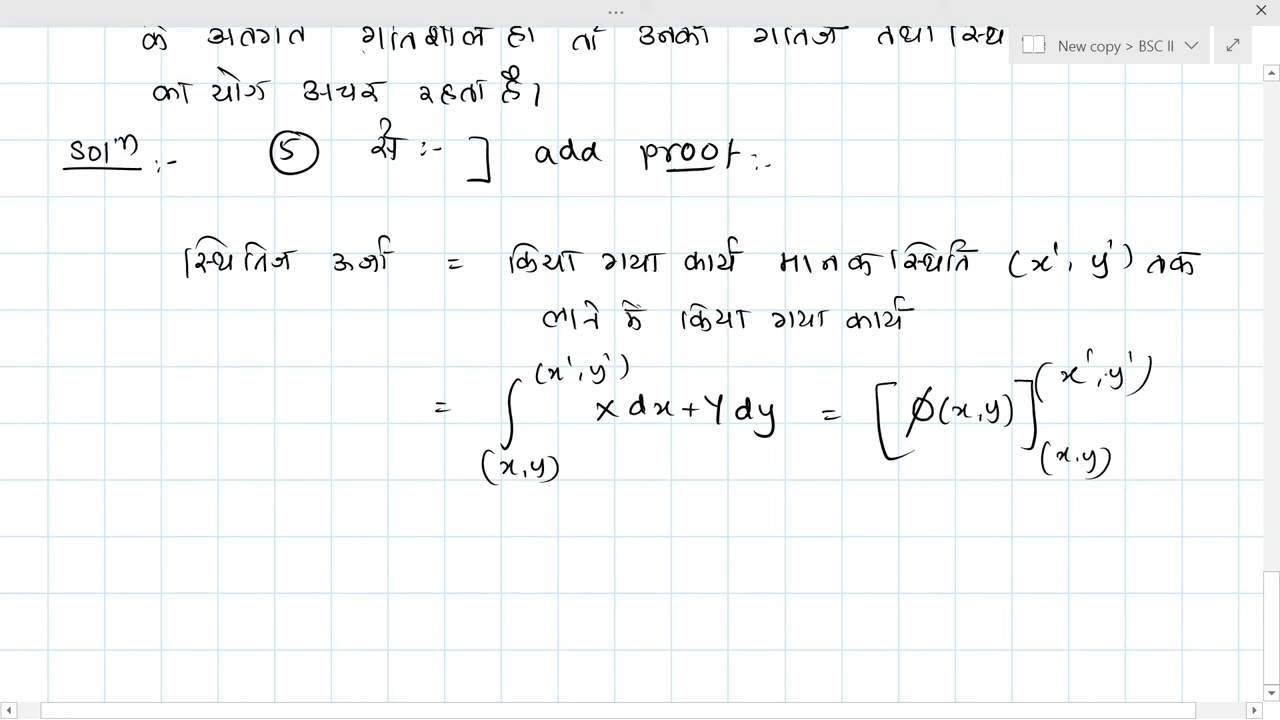 के अंतर्गत गतिशील हो तो उनकी गतिज तथा
New copy > BSC II
का योग अचर रहता है।
Solⁿ :- ⑤ से :- ] add proof :-
स्थितिज ऊर्जा = किया गया कार्य मानक स्थिति (x', y') तक
लाने में किया गया कार्य
= ∫_(x,y)^(x',y') X dx + Y dy = [ϕ(x,y)]_(x,y)^(x',y')